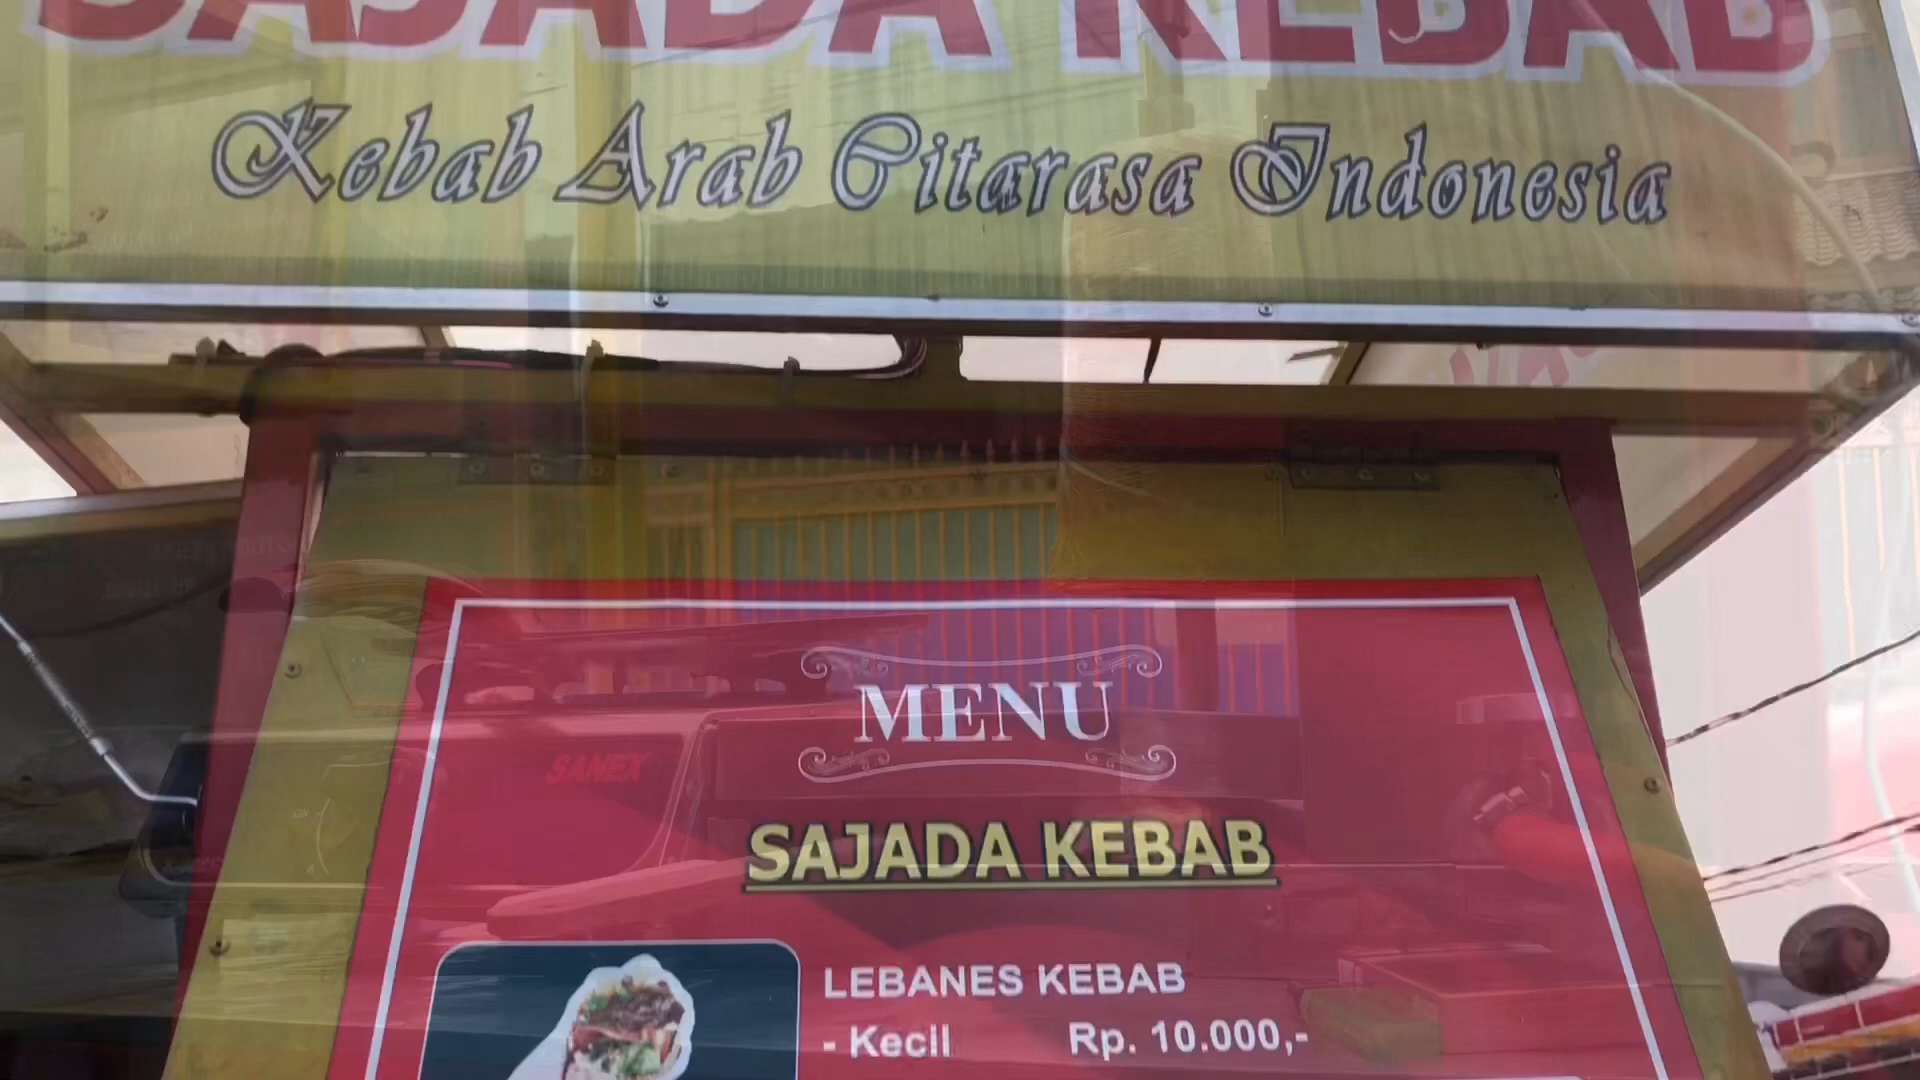 SAJADA KEBAB
Kebab Arab Citarasa Indonesia
MENU
SANEX
SAJADA KEBAB
LEBANES KEBAB
- Kecil Rp. 10.000,-